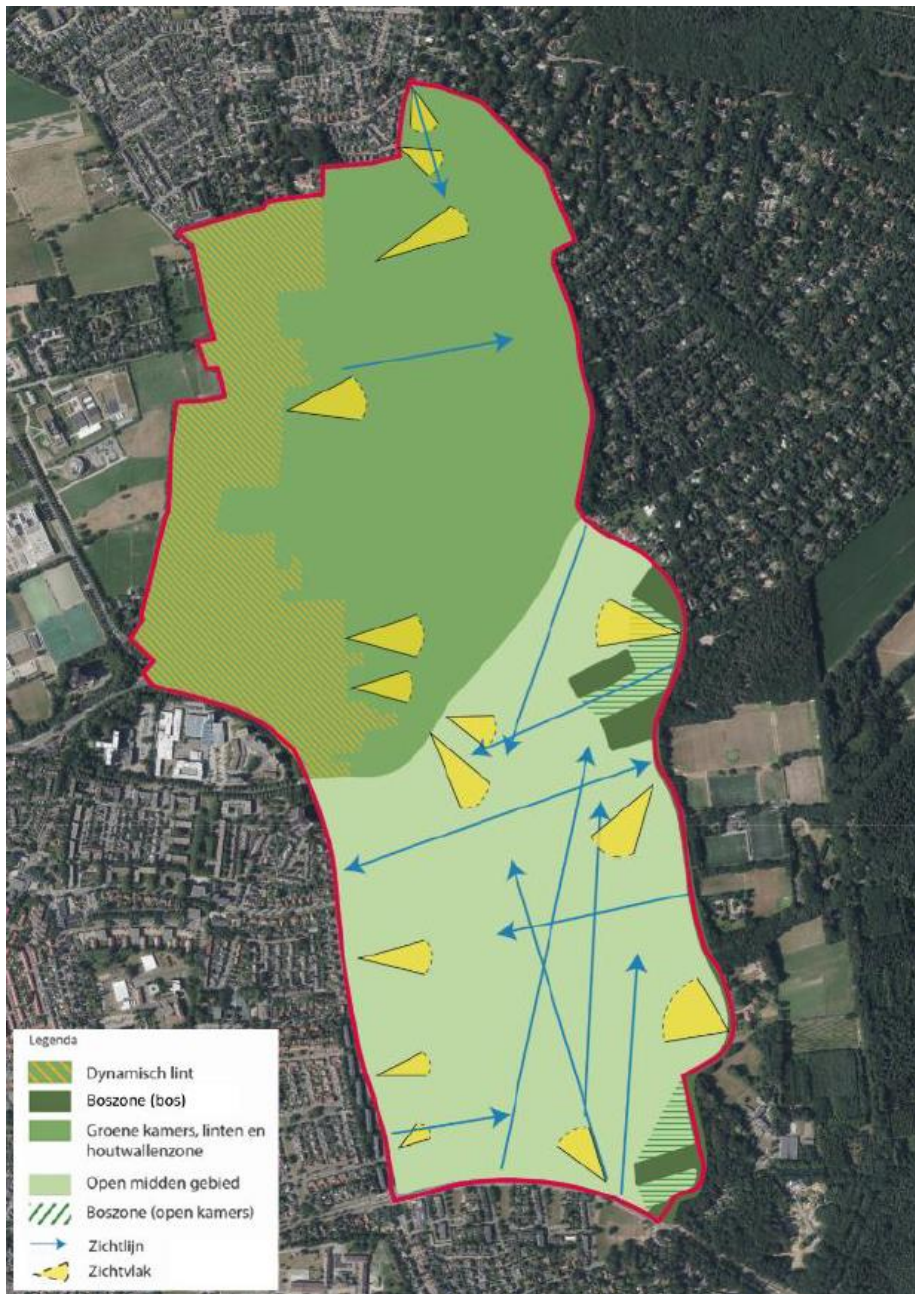 Legenda
Dynamisch lint
Boszone (bos)
Groene kamers, linten en
houtwallenzone
Open midden gebied
Boszone (open kamers)
Zichtlijn
Zichtvlak